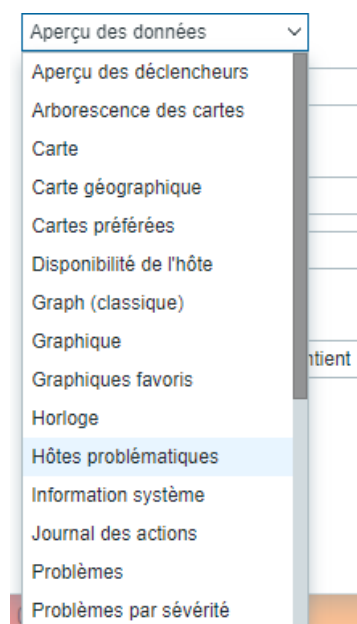 Aperçu des données
Aperçu des déclencheurs
Arborescence des cartes
Carte
Carte géographique
Cartes préférées
Disponibilité de l'hôte
Graph (classique)
Graphique
Graphiques favoris
Horloge
Hôtes problématiques
Information système
Journal des actions
Problèmes
Problèmes par sévérité